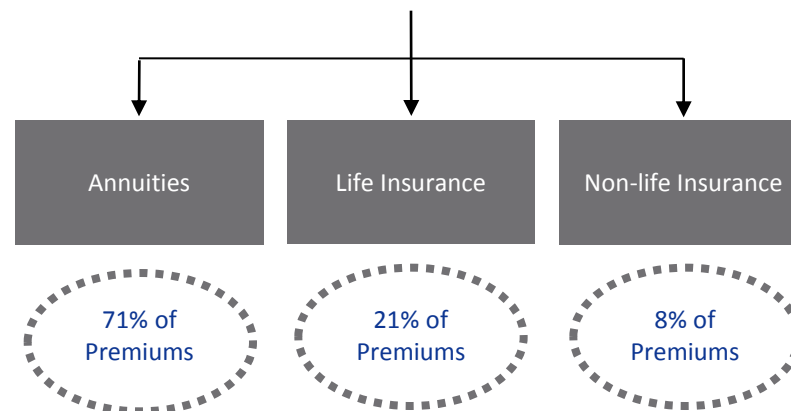 Annuities
Life Insurance
Non-life Insurance
71% of
Premiums
21% of
Premiums
8% of
Premiums